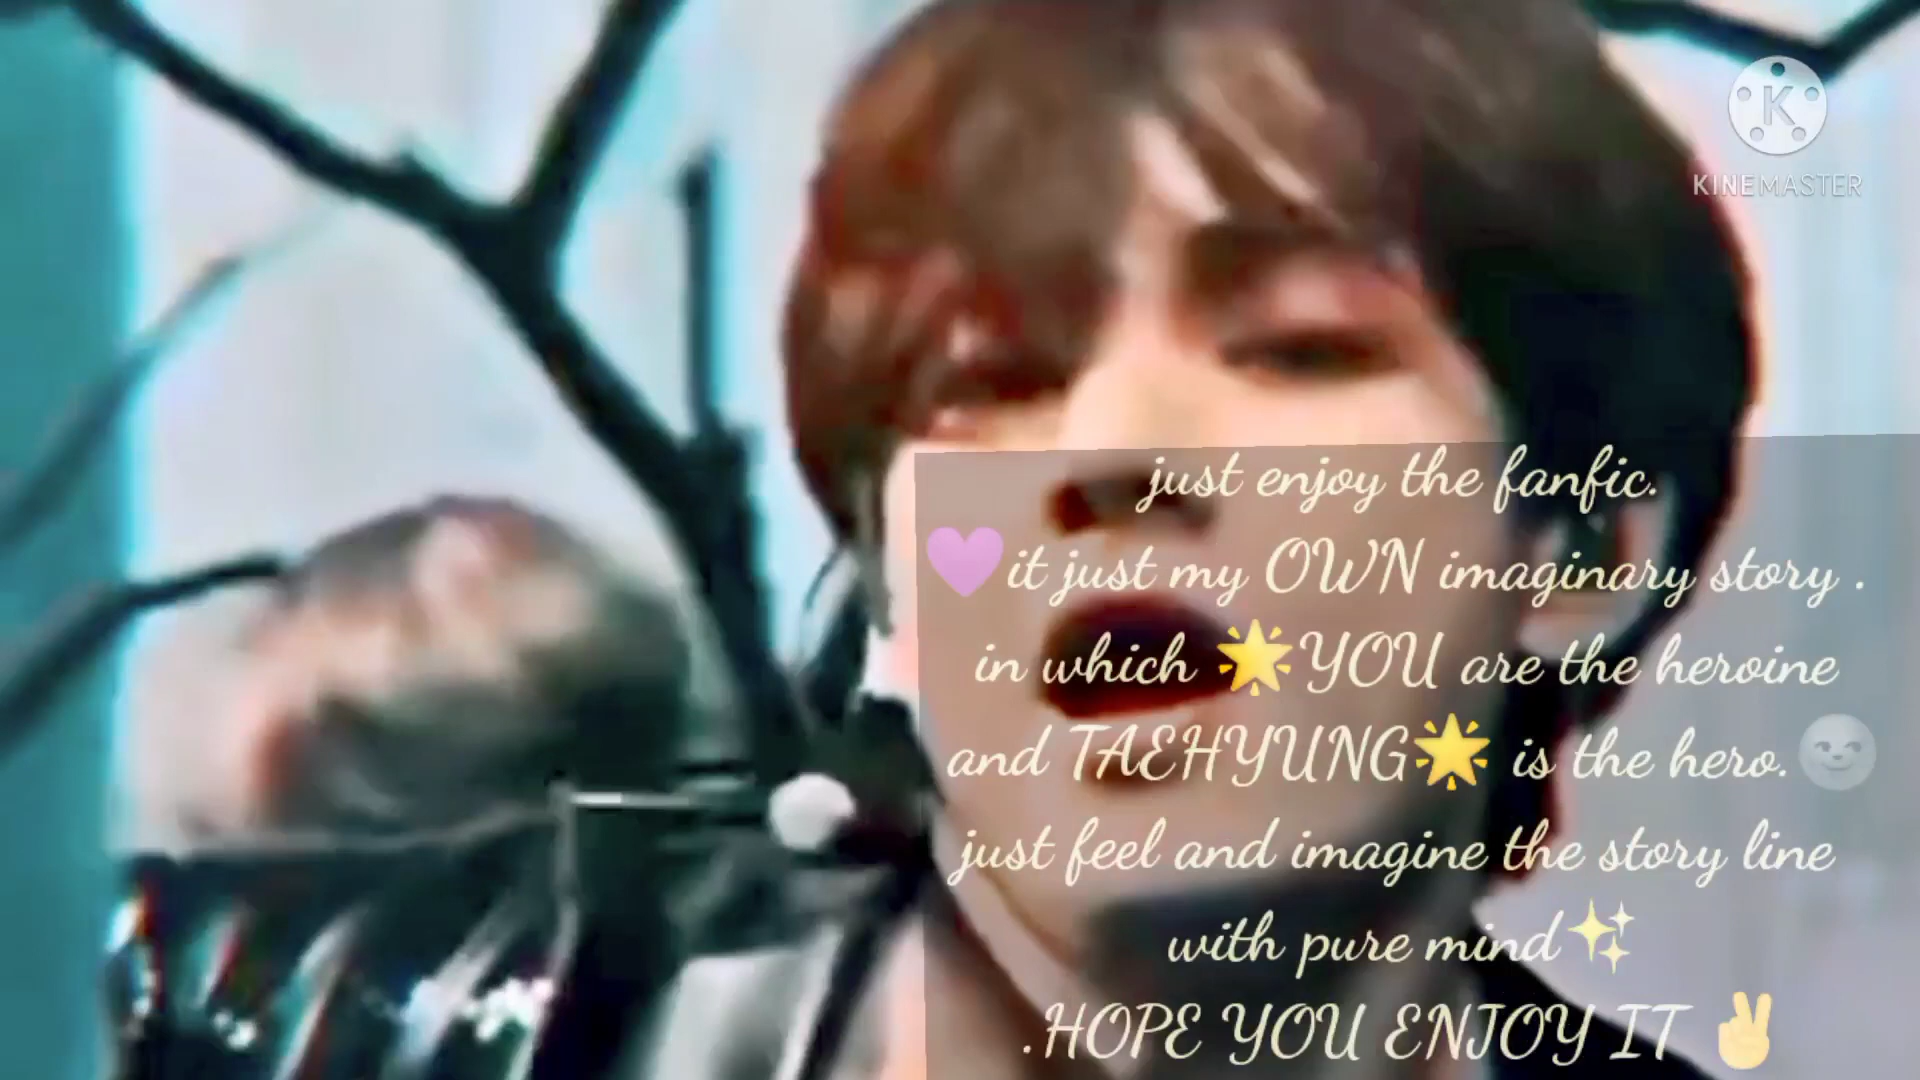 KINEMASTER
just enjoy the fanfic.
💜it just my OWN imaginary story .
in which 🌟YOU are the heroine
and TAEHYUNG🌟 is the hero.🌚
just feel and imagine the story line
with pure mind✨
.HOPE YOU ENJOY IT ✌